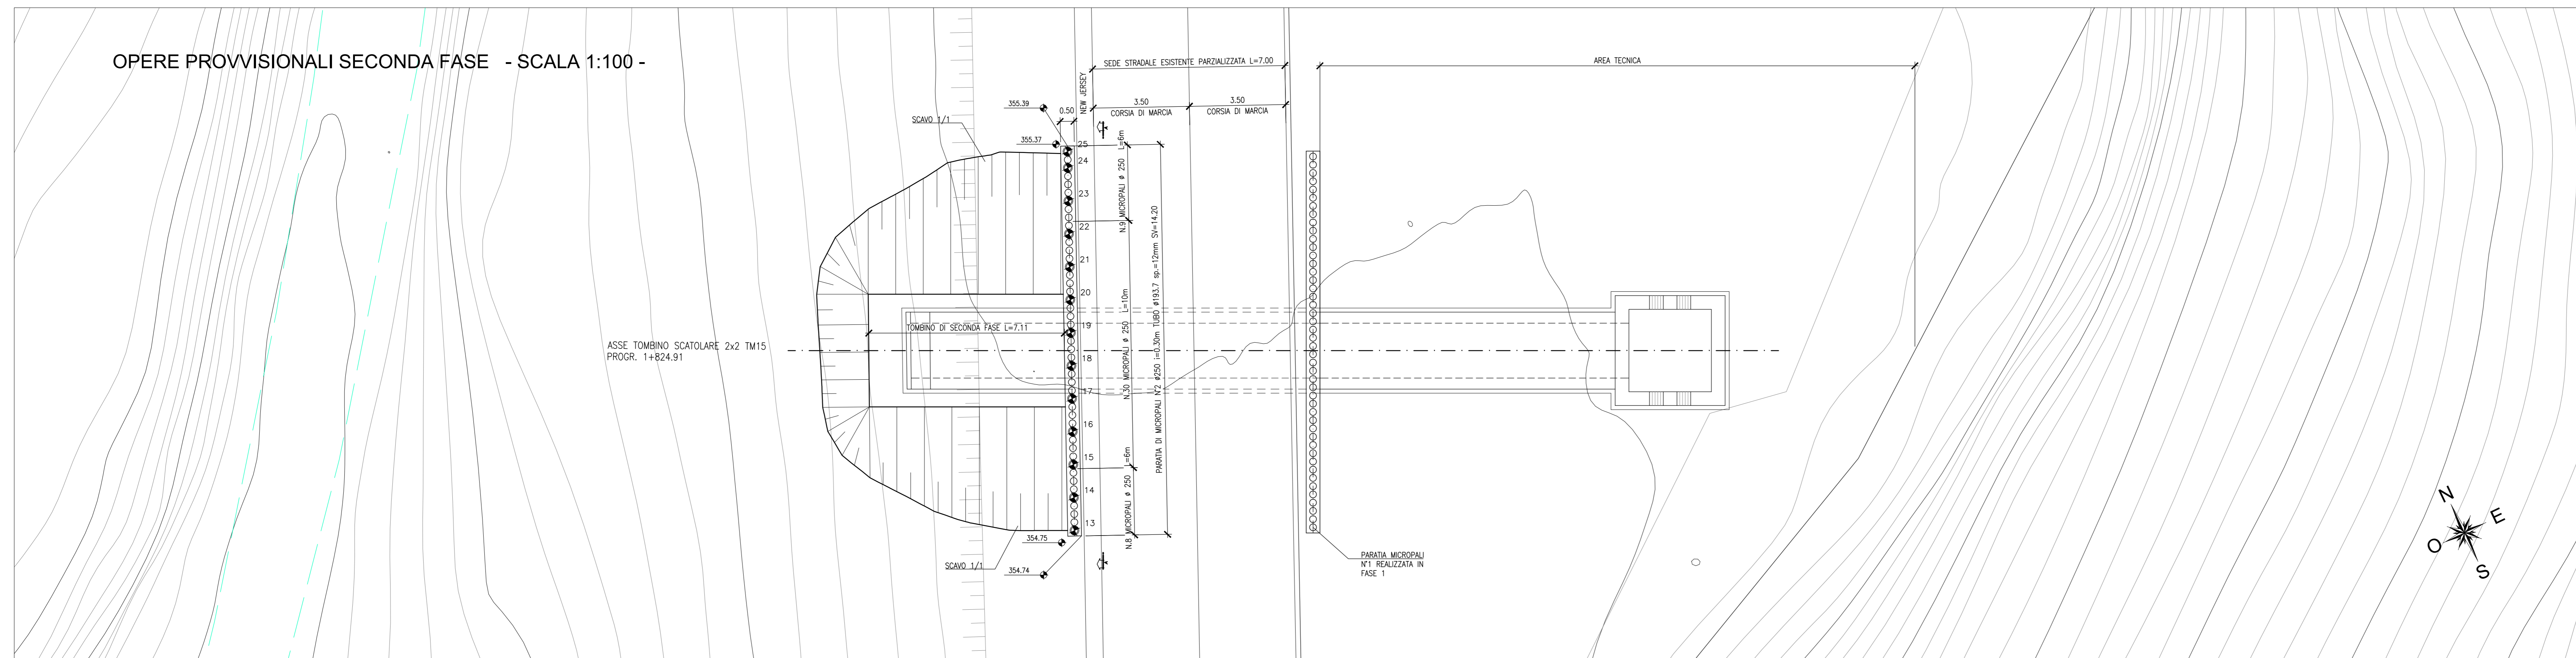 OPERE PROVVISIONALI SECONDA FASE - SCALA 1:100 -
SEDE STRADALE ESISTENTE PARZIALIZZATA L=7.00
AREA TECNICA
NEW JERSEY
355.39
0.50
3.50
CORSIA DI MARCIA
3.50
CORSIA DI MARCIA
SCAVO 1/1
355.37
25
24
23
22
21
20
19
18
17
16
15
14
13
N.9 MICROPALI ø 250 L=6m
N.30 MICROPALI ø 250 L=10m
N.8 MICROPALI ø 250 L=6m
PARATIA DI MICROPALI N°2 ø250 i=0.30m TUBO ø193.7 sp.=12mm SV=14.20
TOMBINO DI SECONDA FASE L=7.11
ASSE TOMBINO SCATOLARE 2x2 TM15
PROGR. 1+824.91
354.75
SCAVO 1/1
354.74
PARATIA MICROPALI
N°1 REALIZZATA IN
FASE 1
N
E
O
S